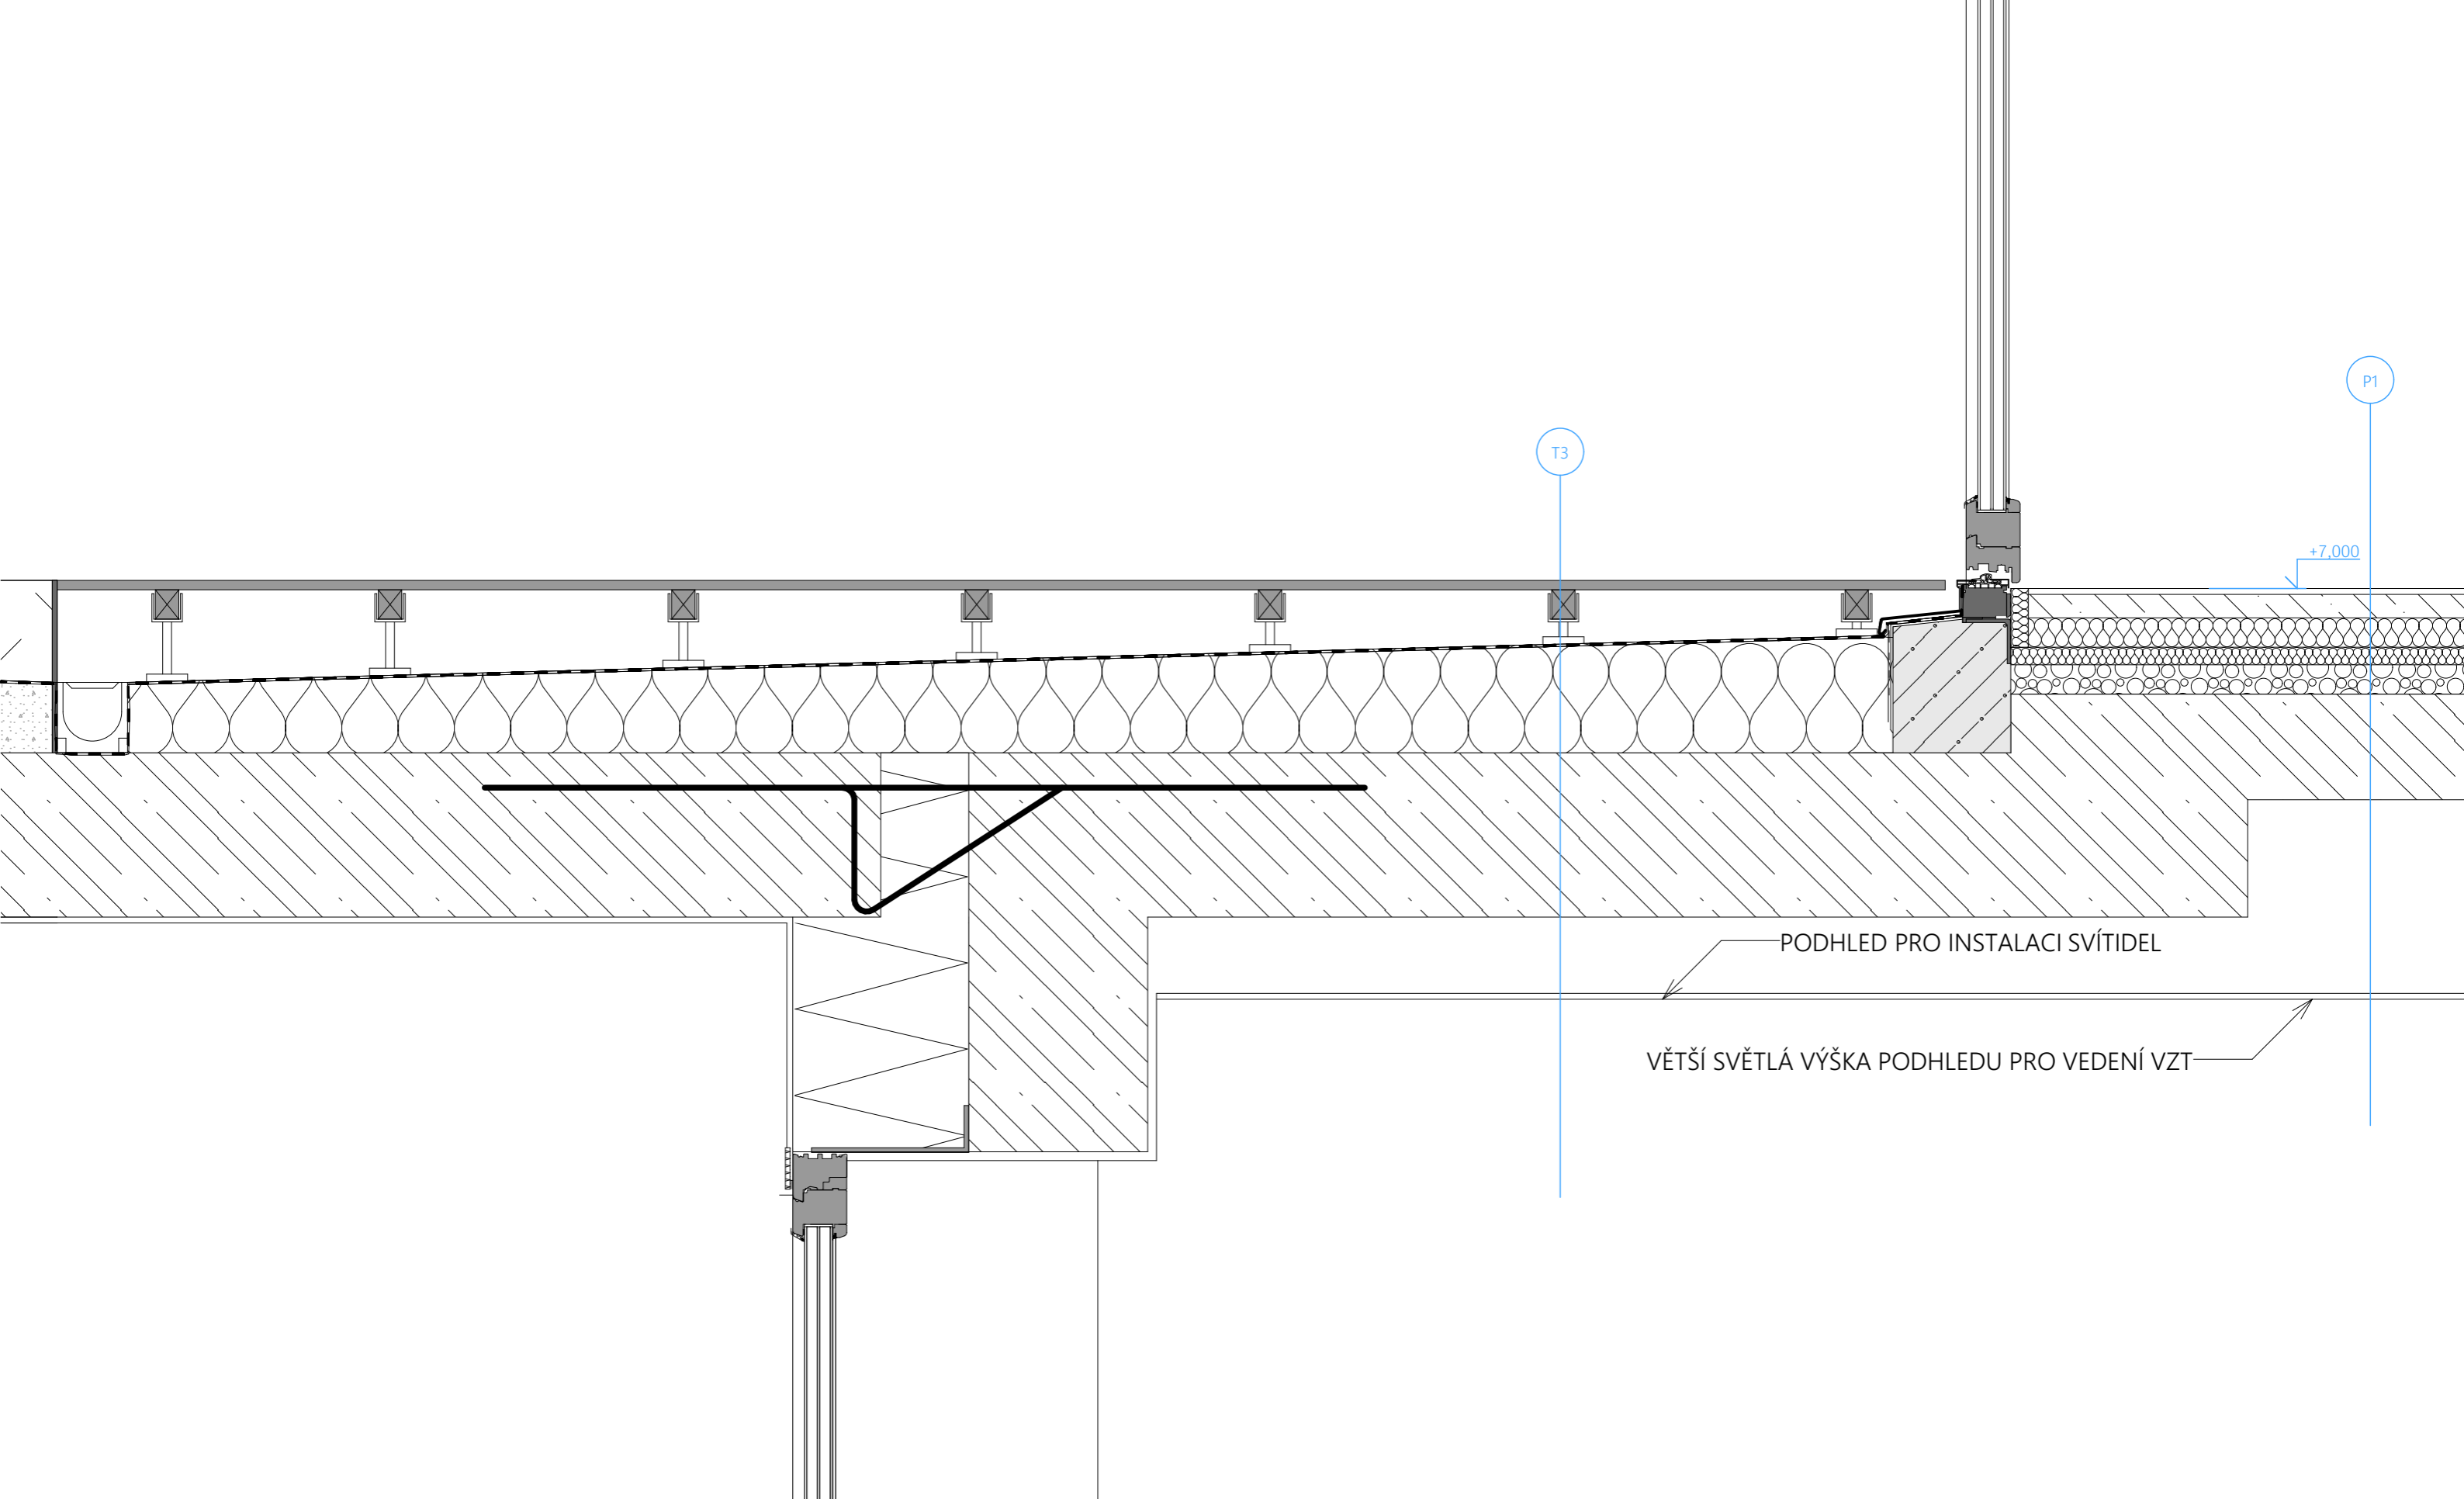 P1
T3
+7,000
PODHLED PRO INSTALACI SVÍTIDEL
VĚTŠÍ SVĚTLÁ VÝŠKA PODHLEDU PRO VEDENÍ VZT